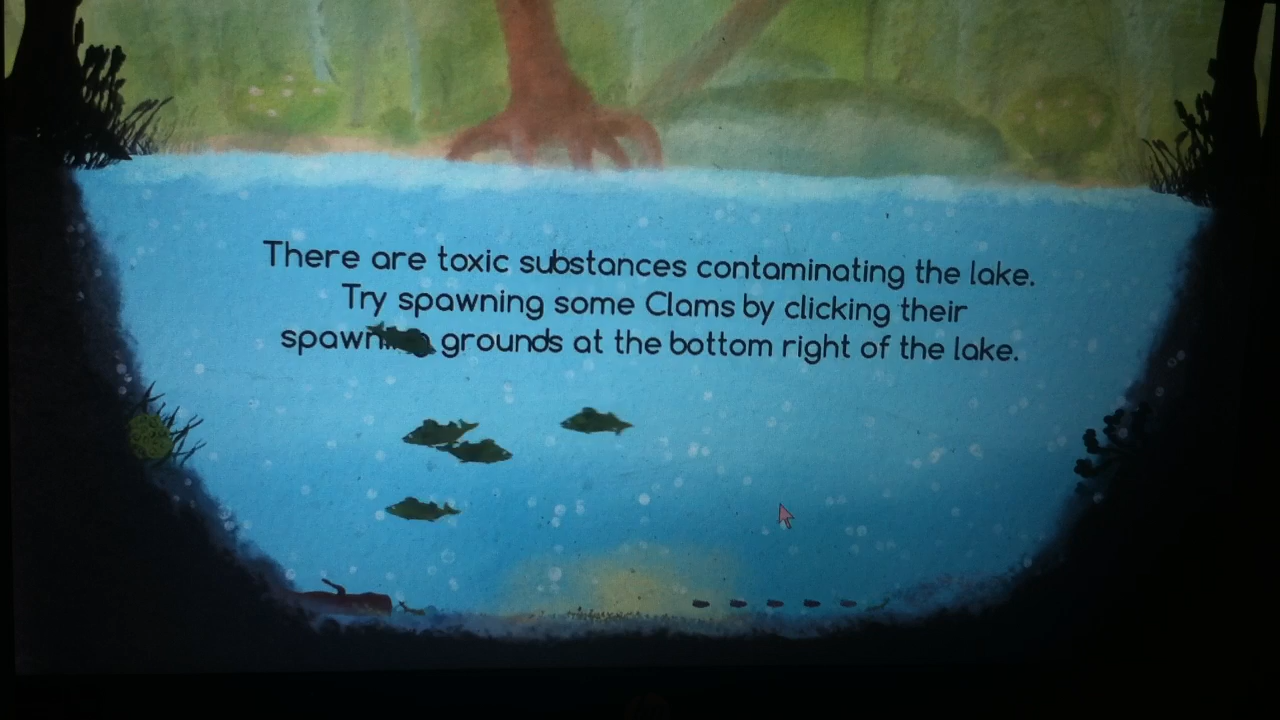 There are toxic substances contaminating the lake.
Try spawning some Clams by clicking their
spawning grounds at the bottom right of the lake.